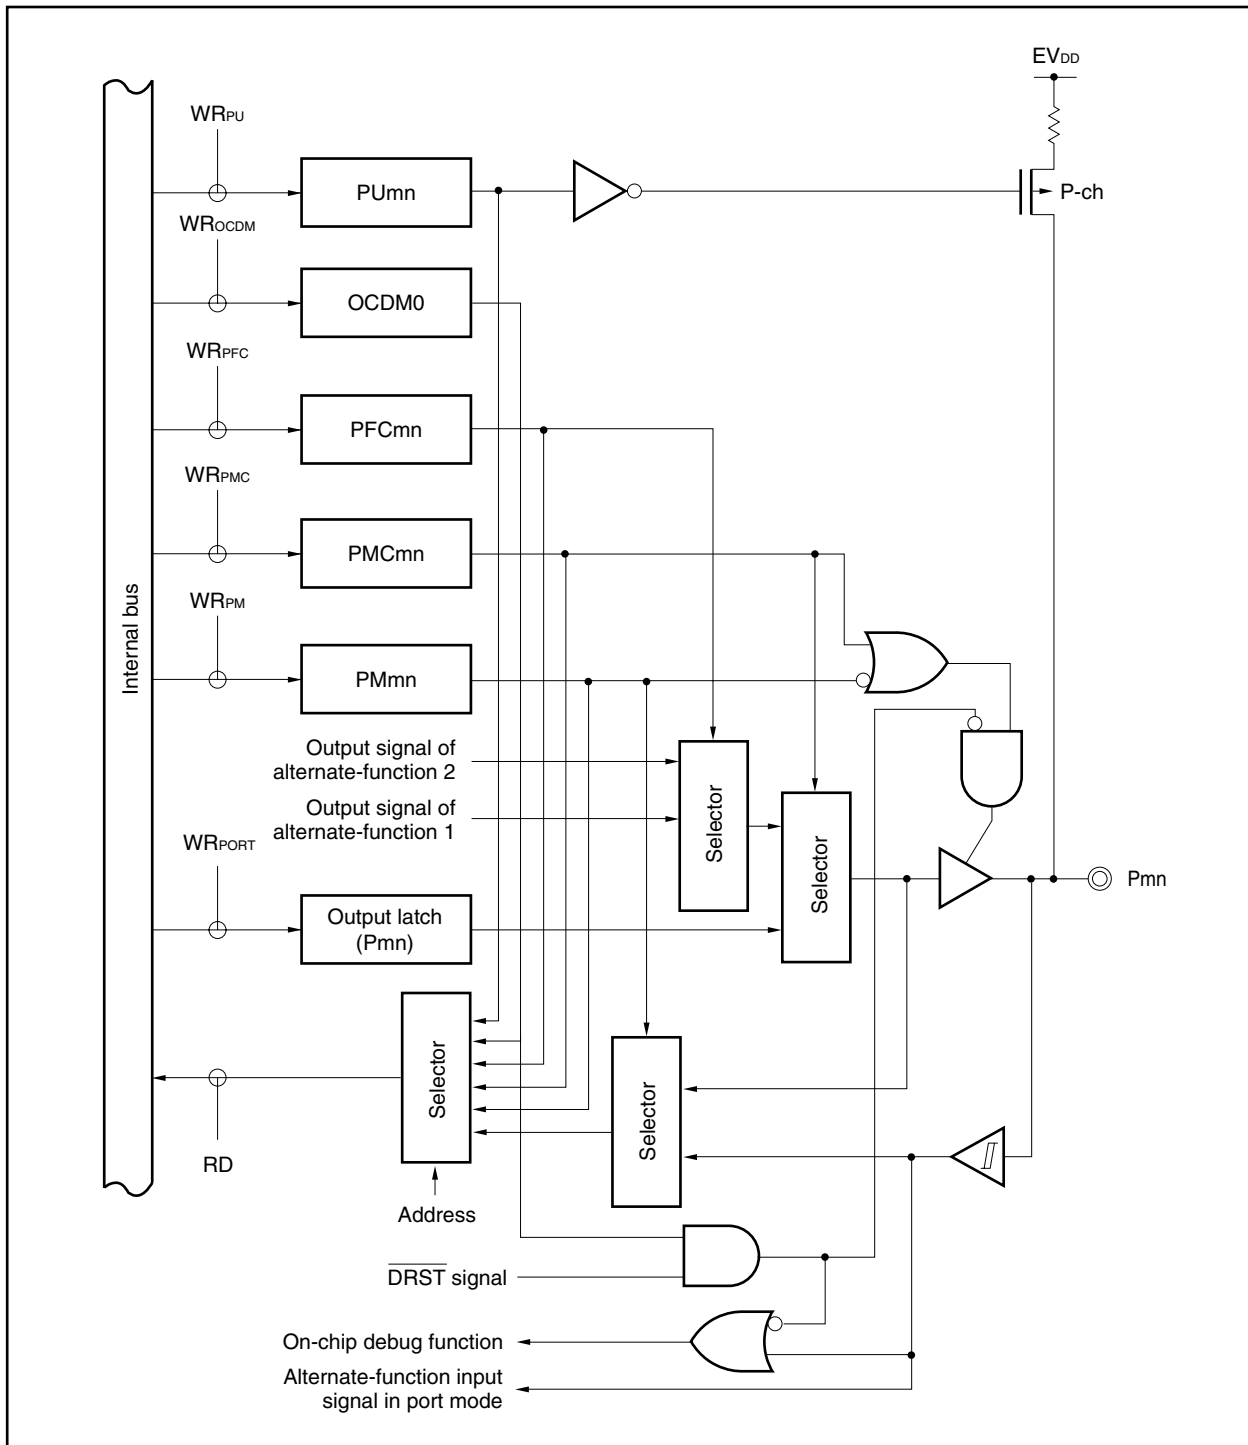 EVDD
WRPU
PUmn
P-ch
WROCDM
OCDM0
WRPFC
PFCmn
WRPMC
PMCmn
Internal bus
WRPM
PMmn
Output signal of
alternate-function 2
Output signal of
alternate-function 1
Selector
Selector
WRPORT
Pmn
Output latch
(Pmn)
Selector
Selector
RD
Address
DRST signal
On-chip debug function
Alternate-function input
signal in port mode